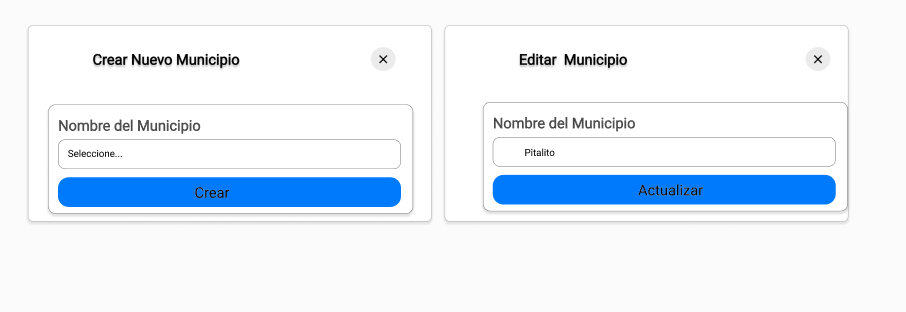 Crear Nuevo Municipio
Nombre del Municipio
Seleccione...
Crear
Editar  Municipio
Nombre del Municipio
Pitalito
Actualizar